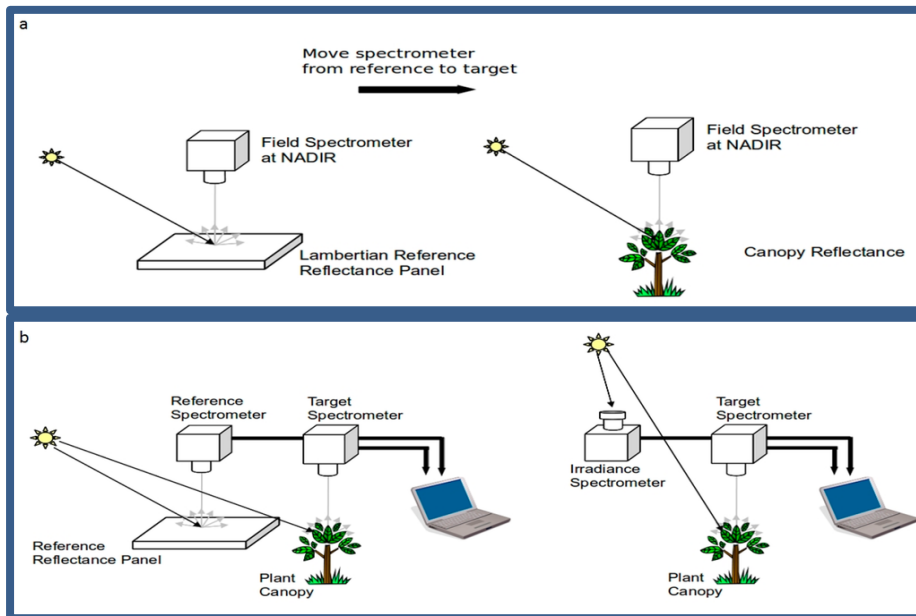 a
Move spectrometer
from reference to target
Field Spectrometer
at NADIR
Lambertian Reference
Reflectance Panel
Field Spectrometer
at NADIR
Canopy Reflectance
b
Reference
Spectrometer
Target
Spectrometer
Reference
Reflectance Panel
Plant
Canopy
Irradiance
Spectrometer
Target
Spectrometer
Plant
Canopy